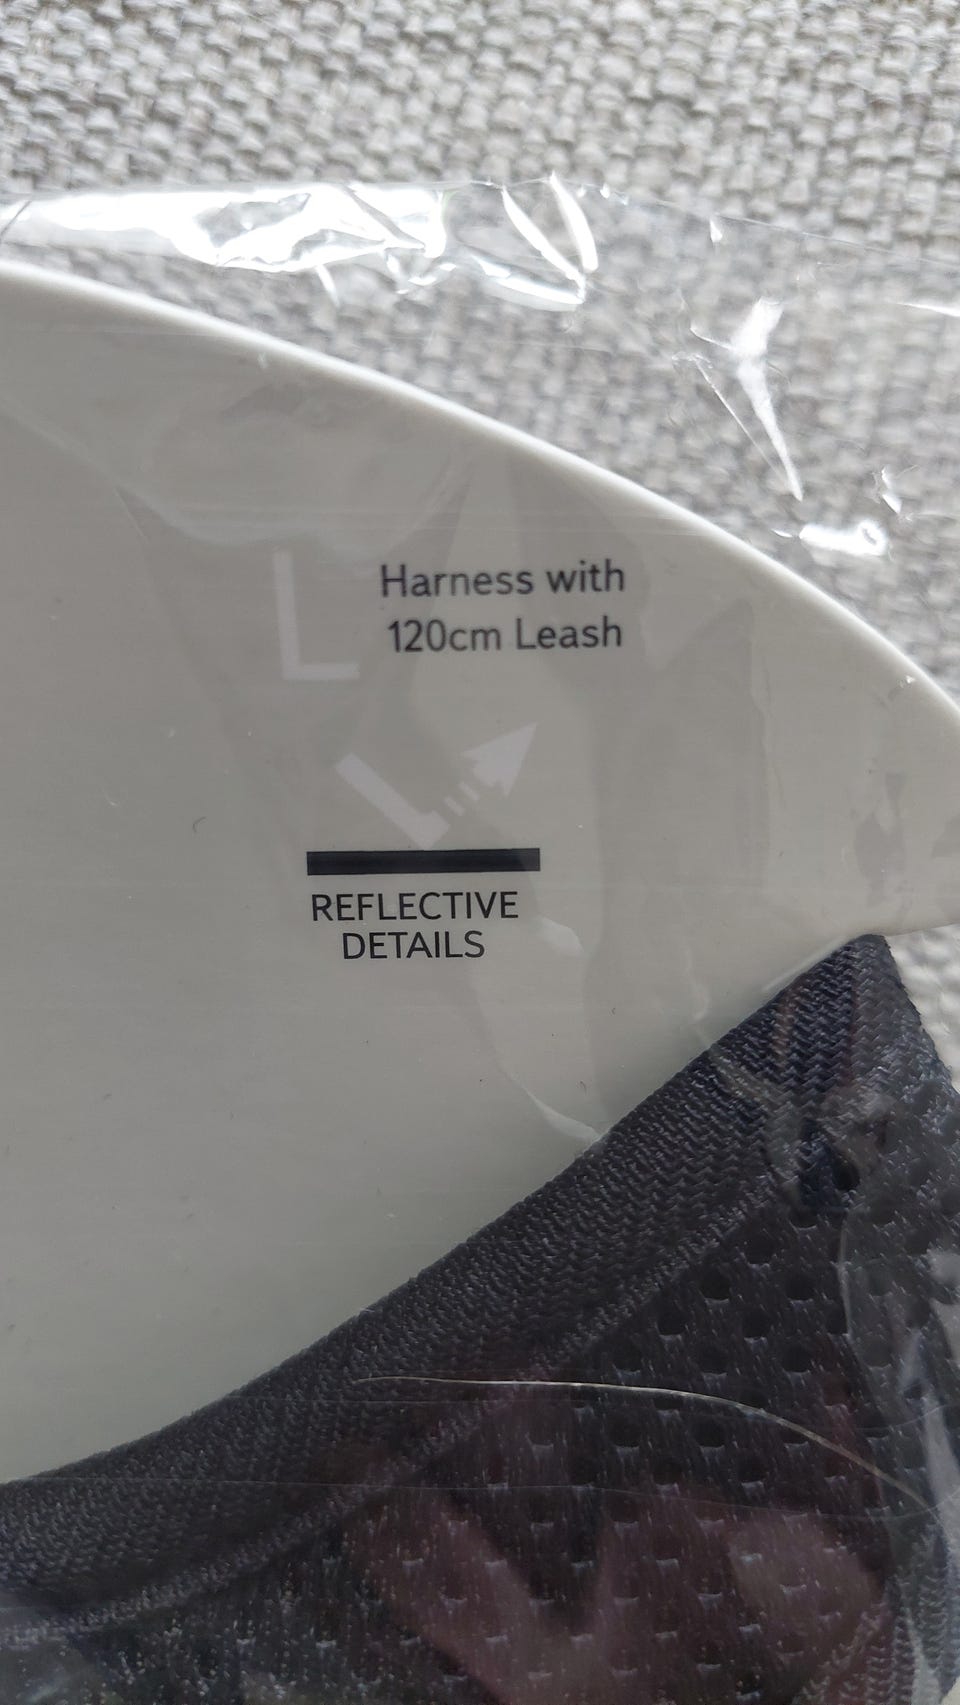 L
Harness with
120cm Leash
REFLECTIVE
DETAILS